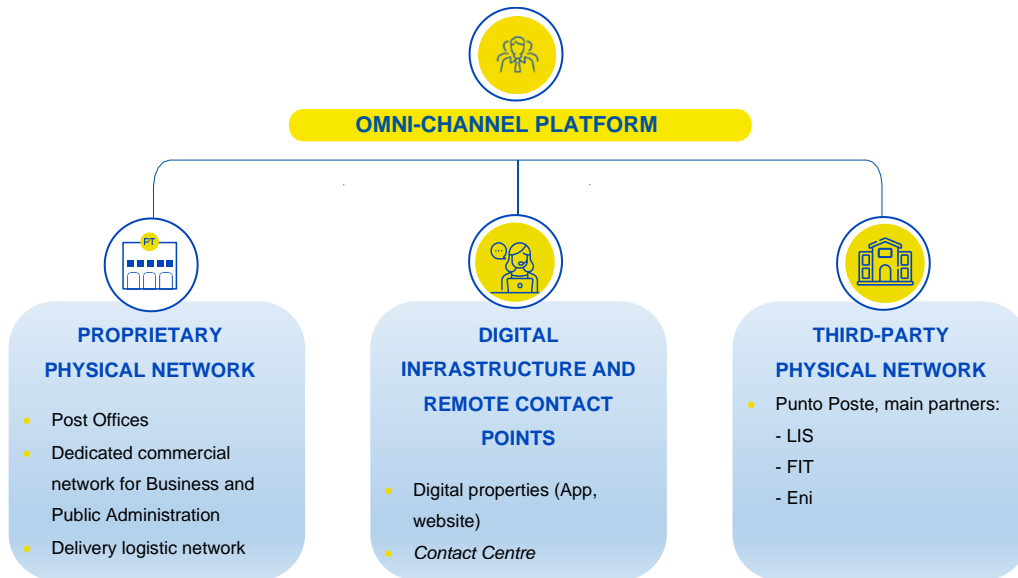 OMNI-CHANNEL PLATFORM
PT
PROPRIETARY
PHYSICAL NETWORK
• Post Offices
• Dedicated commercial
network for Business and
Public Administration
• Delivery logistic network
DIGITAL
INFRASTRUCTURE AND
REMOTE CONTACT
POINTS
• Digital properties (App,
website)
• Contact Centre
THIRD-PARTY
PHYSICAL NETWORK
• Punto Poste, main partners:
- LIS
- FIT
- Eni